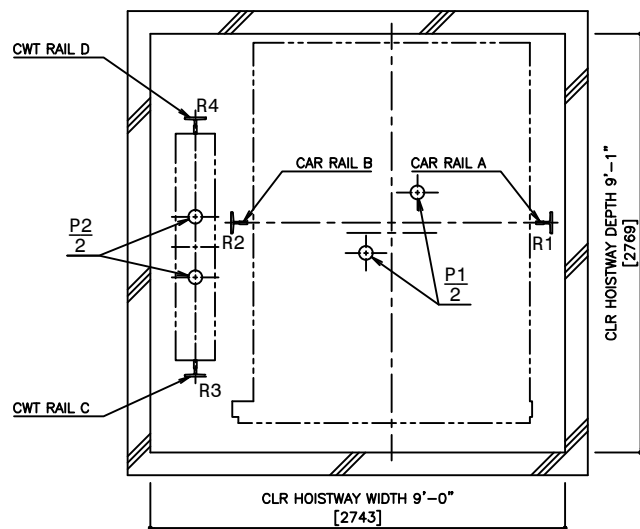 CWT RAIL D
R4
CAR RAIL B
CAR RAIL A
P2
2
R2
R1
P1
2
R3
CWT RAIL C
CLR HOISTWAY DEPTH 9'-1"
[2769]
CLR HOISTWAY WIDTH 9'-0"
[2743]